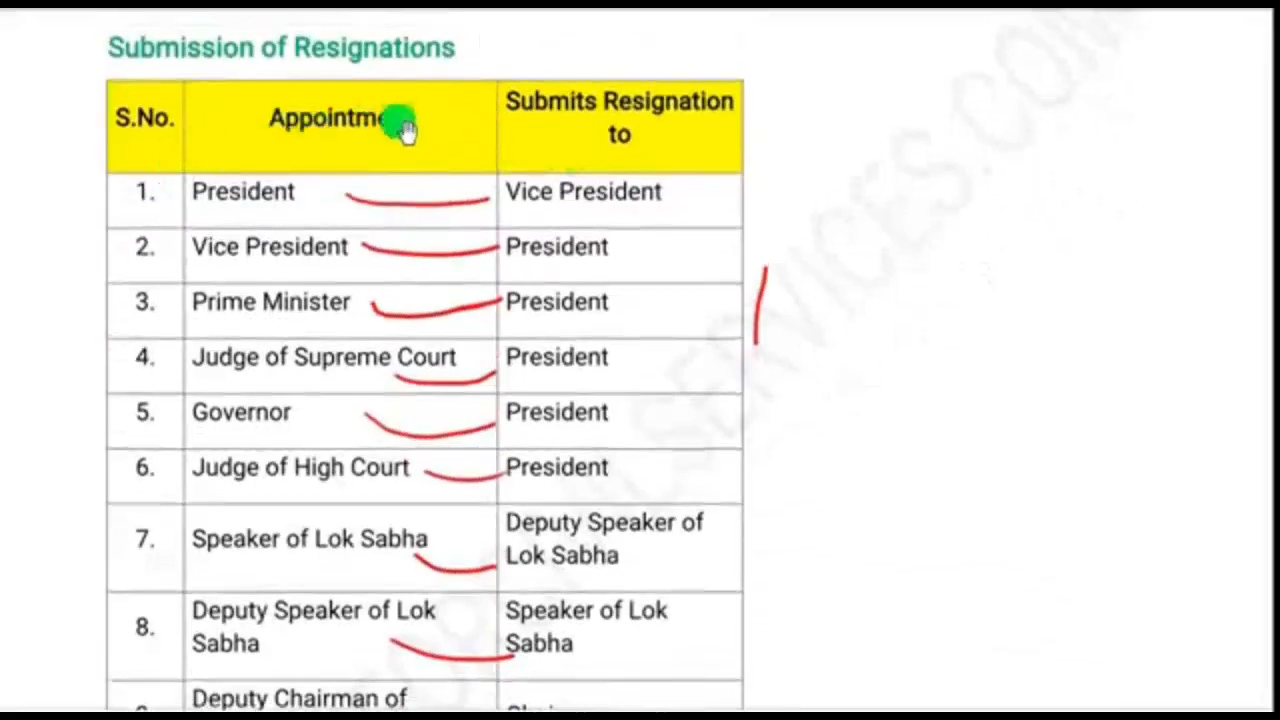 Submission of Resignations
S.No. Appointme Submits Resignation
to
1. President Vice President
2. Vice President President
3. Prime Minister President
4. Judge of Supreme Court President
5. Governor President
6. Judge of High Court President
7. Speaker of Lok Sabha Deputy Speaker of
Lok Sabha
8. Deputy Speaker of Lok
Sabha
Speaker of Lok
Sabha
Deputy Chairman of